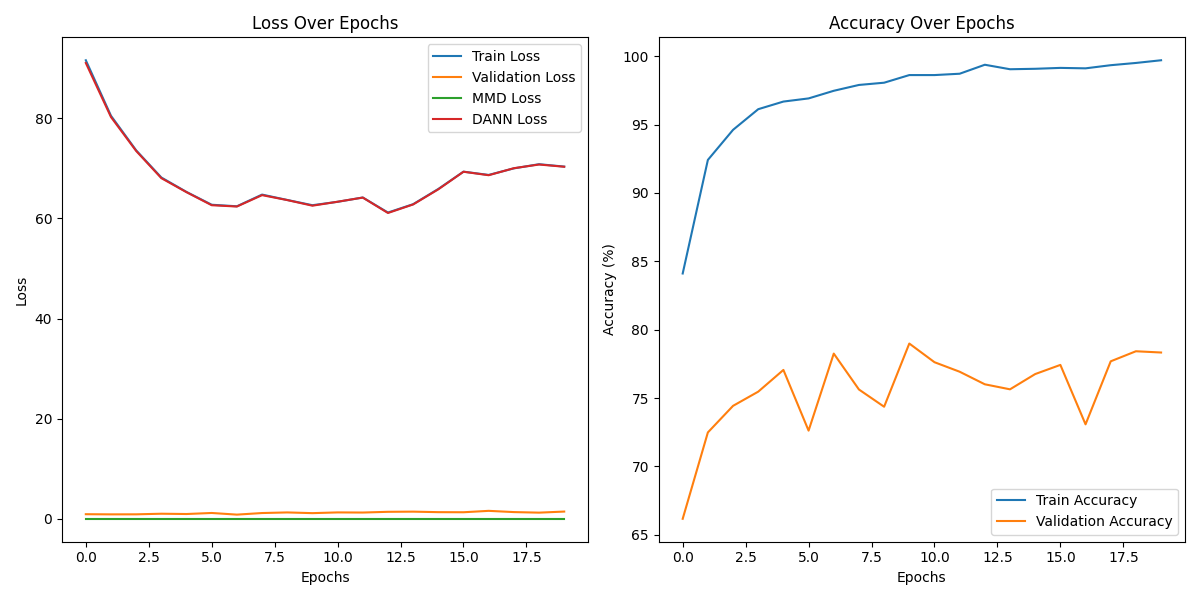 Loss Over Epochs
Train Loss
Validation Loss
MMD Loss
DANN Loss
80
60
40
20
0
Loss
0.0 2.5 5.0 7.5 10.0 12.5 15.0 17.5
Epochs
Accuracy Over Epochs
100
95
90
85
80
75
70
65
Accuracy (%)
Train Accuracy
Validation Accuracy
0.0 2.5 5.0 7.5 10.0 12.5 15.0 17.5
Epochs